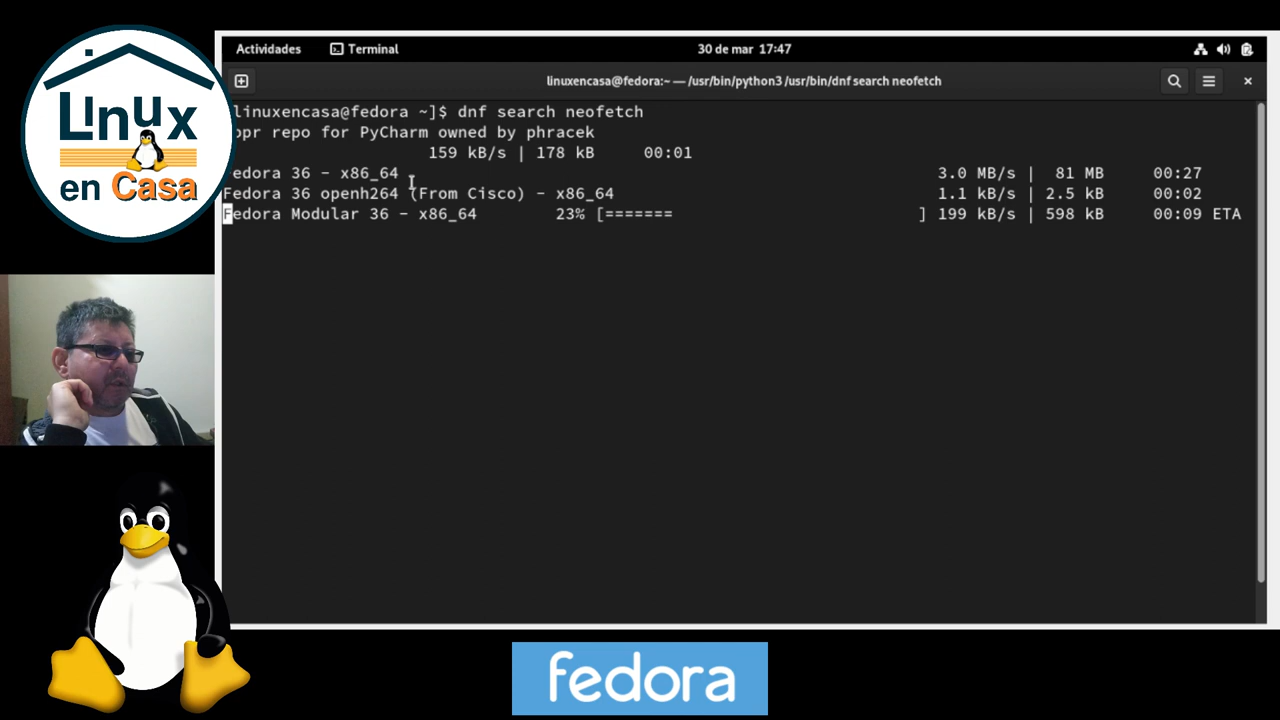 Linux
en Casa
Actividades
Terminal
30 de mar 17:47
linuxencasa@fedora:~ — /usr/bin/python3 /usr/bin/dnf search neofetch
linuxencasa@fedora ~]$ dnf search neofetch
opr repo for PyCharm owned by phracek
159 kB/s | 178 kB 00:01
Fedora 36 - x86_64 3.0 MB/s | 81 MB 00:27
Fedora 36 openh264 (From Cisco) - x86_64 1.1 kB/s | 2.5 kB 00:02
Fedora Modular 36 - x86_64 23% [======= ] 199 kB/s | 598 kB 00:09 ETA
fedora